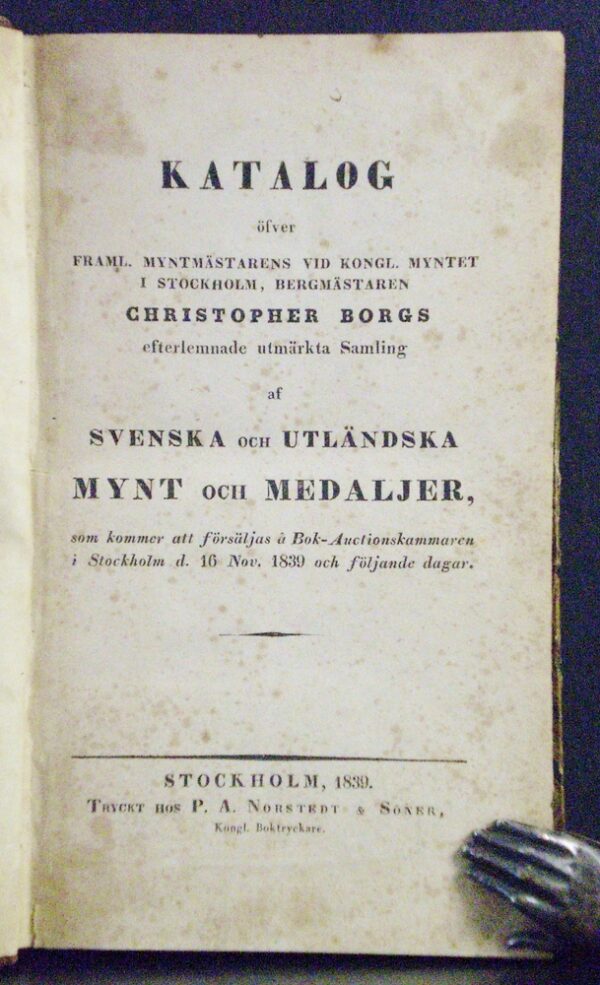 KATALOG
öfver
FRAML. MYNTMÄSTARENS VID KONGL. MYNTET
I STOCKHOLM, BERGMÄSTAREN
CHRISTOPHER BORGS
efterlemnade utmärkta Samling
af
SVENSKA OCH UTLÄNDSKA
MYNT OCH MEDALJER,
som kommer att försäljas å Bok-Auctionskammaren
i Stockholm d. 16 Nov. 1839 och följande dagar.
STOCKHOLM, 1839.
TRYCKT HOS P. A. NORSTEDT & SÖNER,
Kongl. Boktryckare.